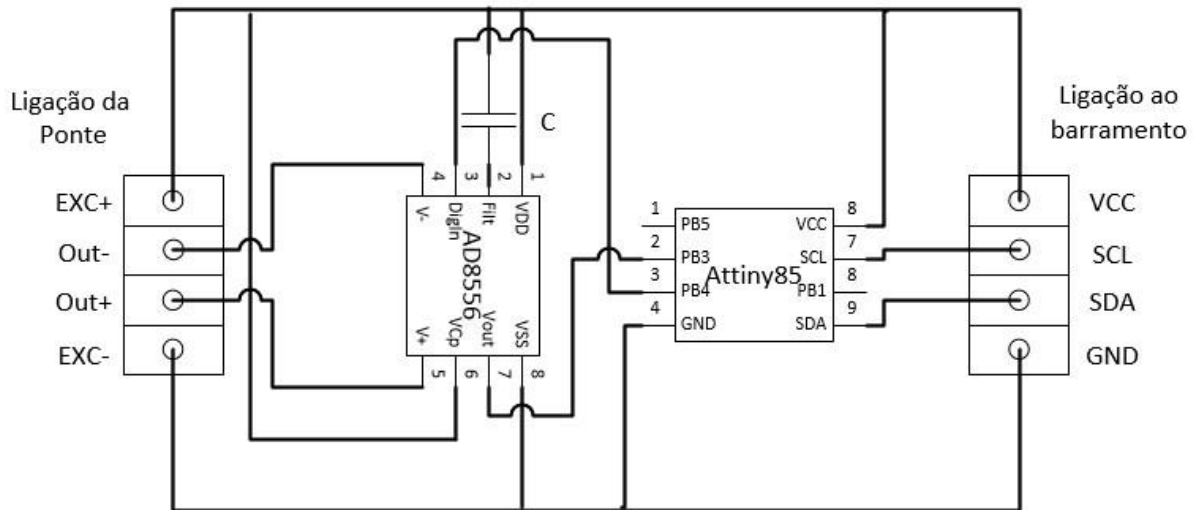 Ligação da
Ponte
EXC+
Out-
Out+
EXC-
C
4
3
2
1
V-
DigIn
Filt
VDD
AD8556
V+
VCp
Vout
VSS
5
6
7
8
1
PB5
2
PB3
3
PB4
4
GND
Attiny85
VCC
8
SCL
7
PB1
8
SDA
9
Ligação ao
barramento
VCC
SCL
SDA
GND